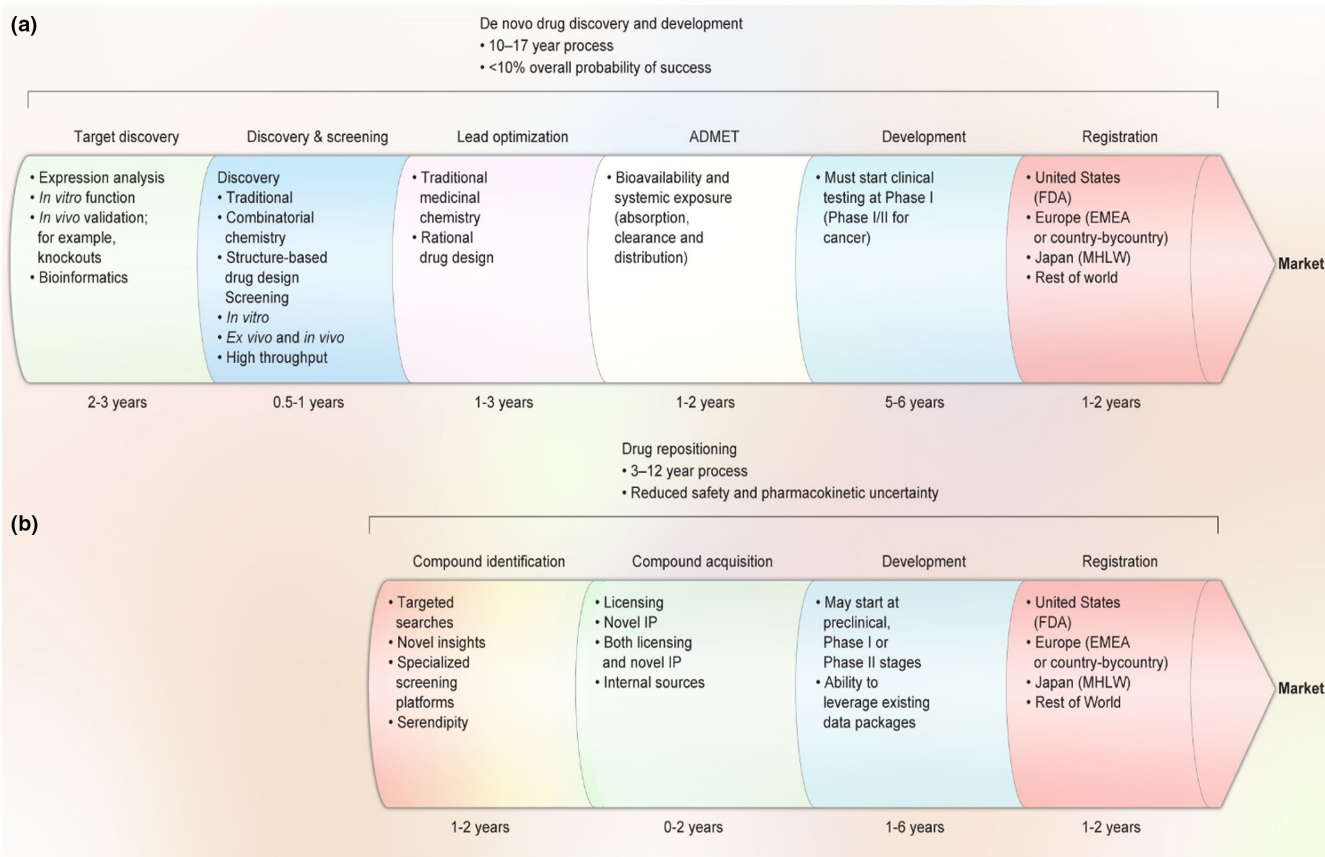 (a)
De novo drug discovery and development
• 10–17 year process
• <10% overall probability of success
Target discovery
Discovery & screening
Lead optimization
ADMET
Development
Registration
• Expression analysis
• In vitro function
• In vivo validation;
for example,
knockouts
• Bioinformatics
Discovery
• Traditional
• Combinatorial
chemistry
• Structure-based
drug design
Screening
• In vitro
• Ex vivo and in vivo
• High throughput
• Traditional
medicinal
chemistry
• Rational
drug design
• Bioavailability and
systemic exposure
(absorption,
clearance and
distribution)
• Must start clinical
testing at Phase I
(Phase I/II for
cancer)
• United States
(FDA)
• Europe (EMEA
or country-bycountry)
• Japan (MHLW)
• Rest of world
Market
2-3 years
0.5-1 years
1-3 years
1-2 years
5-6 years
1-2 years
Drug repositioning
• 3–12 year process
• Reduced safety and pharmacokinetic uncertainty
(b)
Compound identification
Compound acquisition
Development
Registration
• Targeted
searches
• Novel insights
• Specialized
screening
platforms
• Serendipity
• Licensing
• Novel IP
• Both licensing
and novel IP
• Internal sources
• May start at
preclinical,
Phase I or
Phase II stages
• Ability to
leverage existing
data packages
• United States
(FDA)
• Europe (EMEA
or country-bycountry)
• Japan (MHLW)
• Rest of World
Market
1-2 years
0-2 years
1-6 years
1-2 years